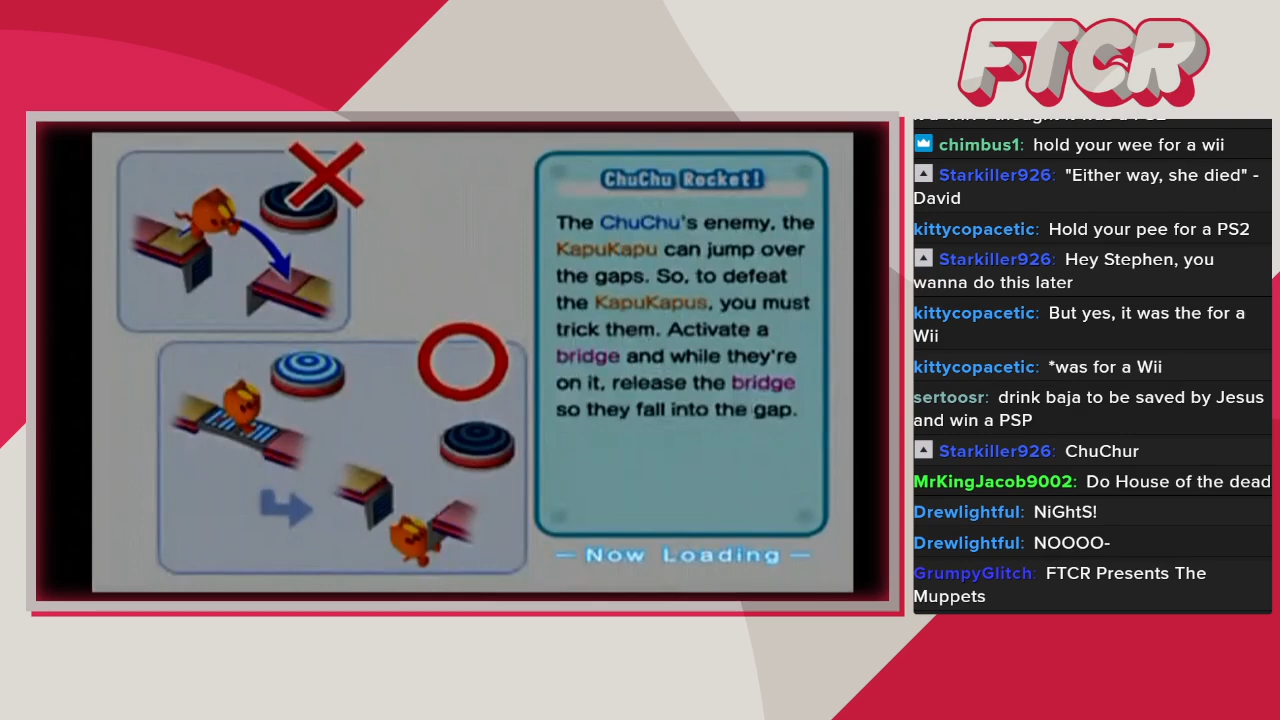 FTCR
chimbus1: hold your wee for a wii
Starkiller926: "Either way, she died" -
David
kittycopacetic: Hold your pee for a PS2
Starkiller926: Hey Stephen, you
wanna do this later
kittycopacetic: But yes, it was the for a
Wii
kittycopacetic: *was for a Wii
sertoosr: drink baja to be saved by Jesus
and win a PSP
Starkiller926: ChuChur
MrKingJacob9002: Do House of the dead
Drewlightful: NiGhtS!
Drewlightful: NOOOO-
GrumpyGlitch: FTCR Presents The
Muppets
ChuChu Rocket!
The ChuChu's enemy, the
KapuKapu can jump over
the gaps. So, to defeat
the KapuKapus, you must
trick them. Activate a
bridge and while they're
on it, release the bridge
so they fall into the gap.
— Now Loading —